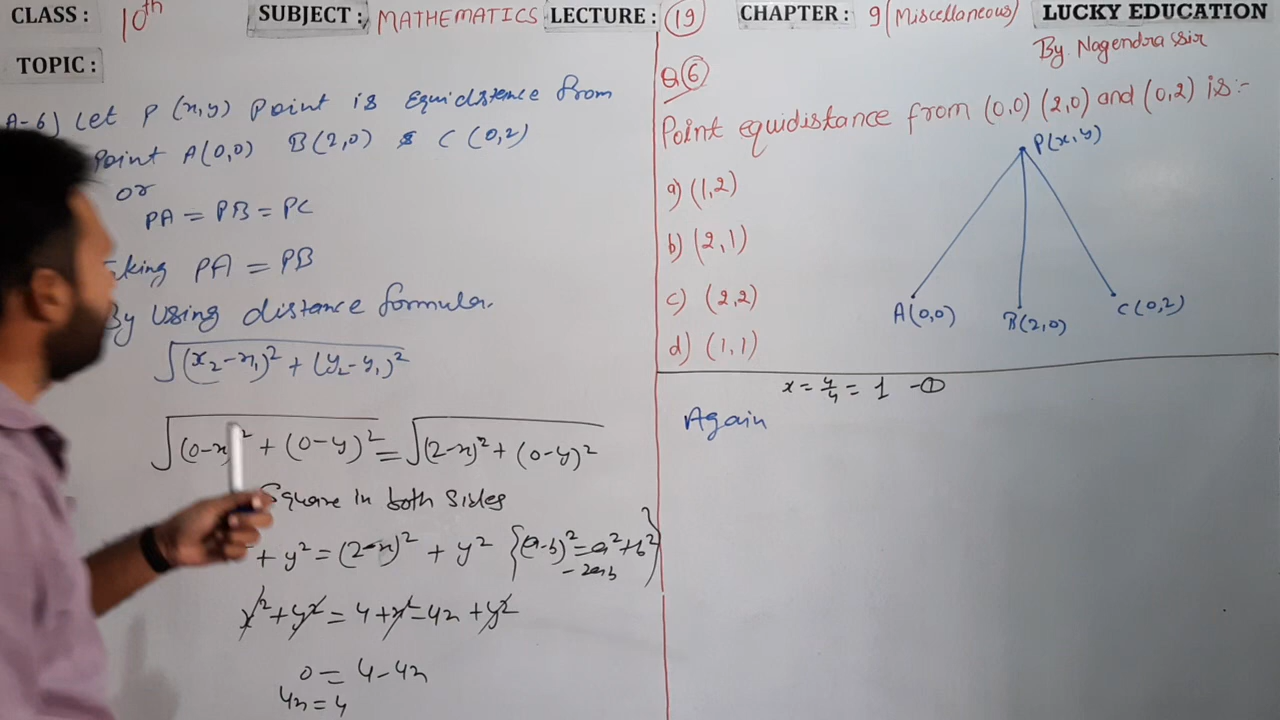 CLASS : 10th SUBJECT : MATHEMATICS LECTURE : 19 CHAPTER : 9 (Miscellaneous) LUCKY EDUCATION
By. Nagendra Sir
TOPIC :
A-6) Let P (x,y) Point is Equidistence from
Point A(0,0) B(2,0) & C (0,2)
or
PA = PB = PC
PA = PB
By Using distance formula.
√(x₂-x₁)² + (y₂-y₁)²
√(0-x)² + (0-y)² = √(2-x)² + (0-y)²
Square in both sides
+ y² = (2-x)² + y² {(a-b)² = a²+b² - 2ab}
x² + y² = 4 + x² - 4x + y²
0 = 4 - 4x
4x = 4
Q 6
Point equidistance from (0,0) (2,0) and (0,2) is :-
a) (1,2)
b) (2,1)
c) (2,2)
d) (1,1)
P(x,y)
A(0,0) B(2,0) C(0,2)
x = 4/4 = 1 - ①
Again